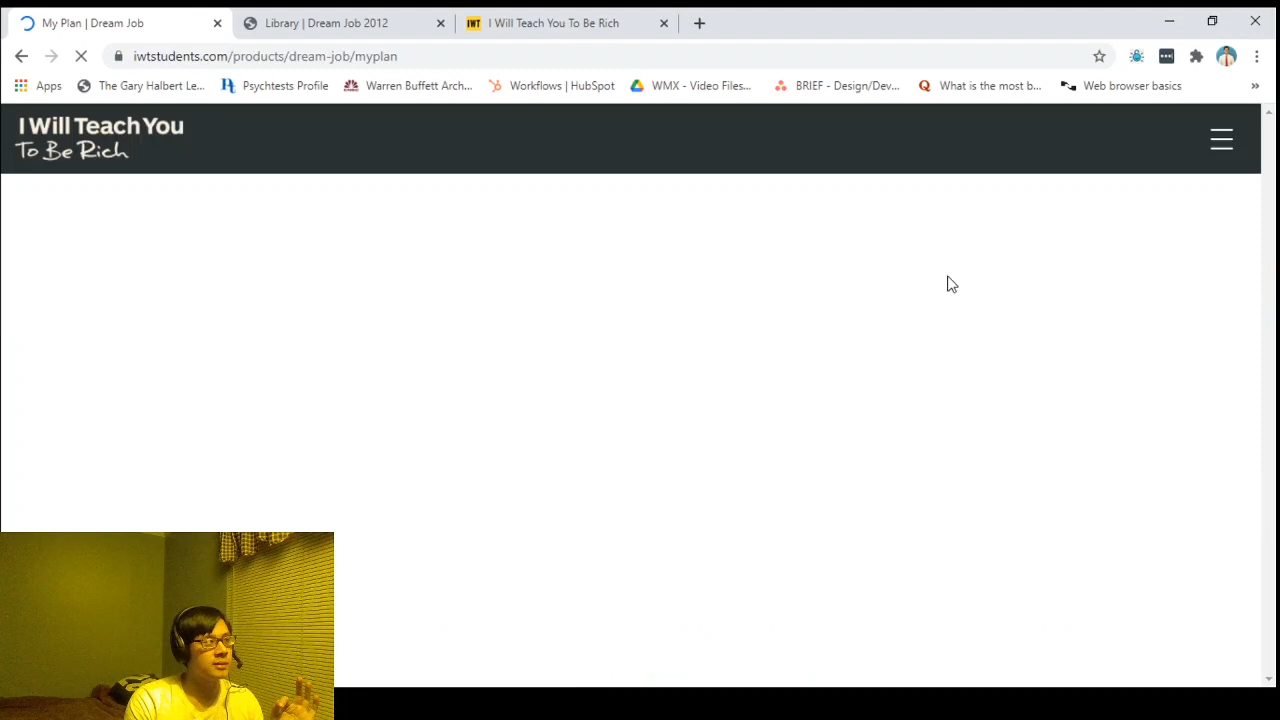 My Plan | Dream Job
Library | Dream Job 2012
IWT I Will Teach You To Be Rich
iwtstudents.com/products/dream-job/myplan
Apps
The Gary Halbert Le...
Psychtests Profile
Warren Buffett Arch...
Workflows | HubSpot
WMX - Video Files...
BRIEF - Design/Dev...
What is the most b...
Web browser basics
I Will Teach You
To Be Rich